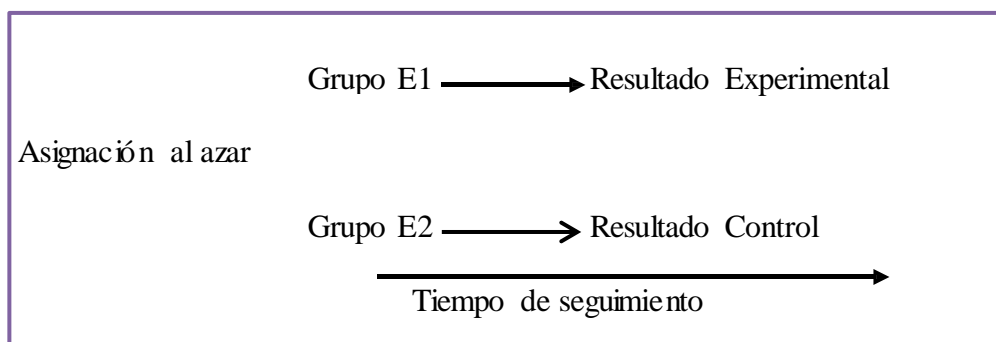 Grupo E1 Resultado Experimental
Asignación al azar
Grupo E2 Resultado Control
Tiempo de seguimiento